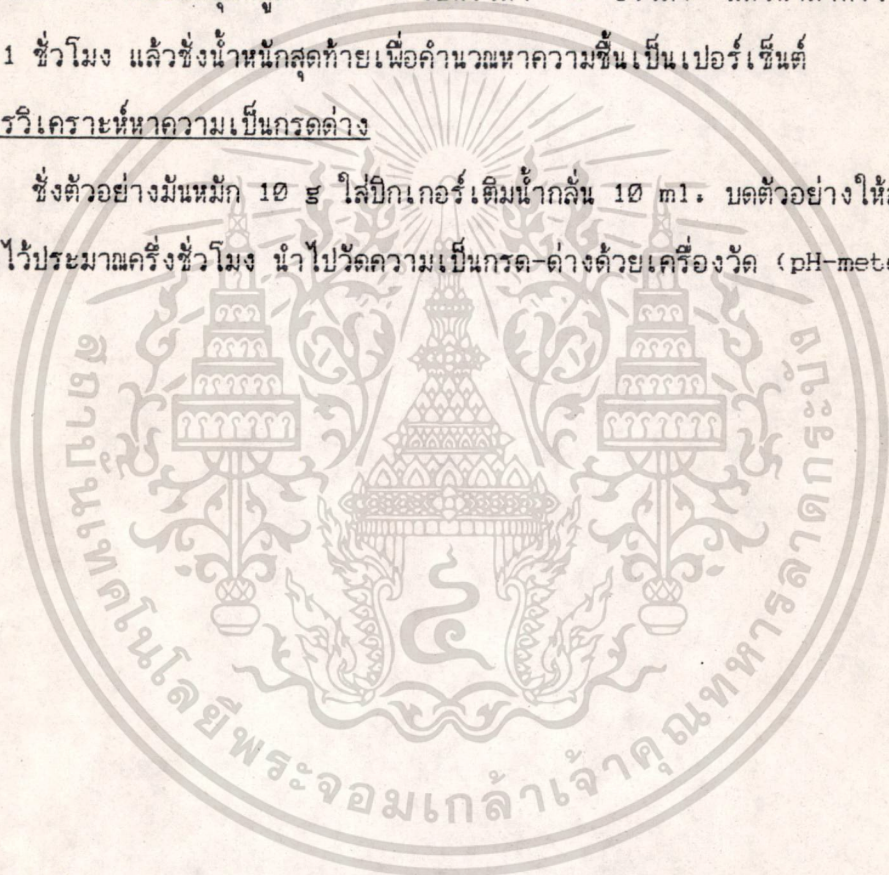 1 ชั่วโมง แล้วชั่งน้ำหนักสุดท้ายเพื่อคำนวณหาความชื้นเป็นเปอร์เซ็นต์
รวิเคราะห์หาความเป็นกรดด่าง
ชั่งตัวอย่างมันหมัก 10 g ใส่บีกเกอร์เติมน้ำกลั่น 10 ml. บดตัวอย่างให้
ไว้ประมาณครึ่งชั่วโมง นำไปวัดความเป็นกรด-ด่างด้วยเครื่องวัด (pH-mete
สถาบันเทคโนโลยีพระจอมเกล้าเจ้าคุณทหารลาดกระบัง